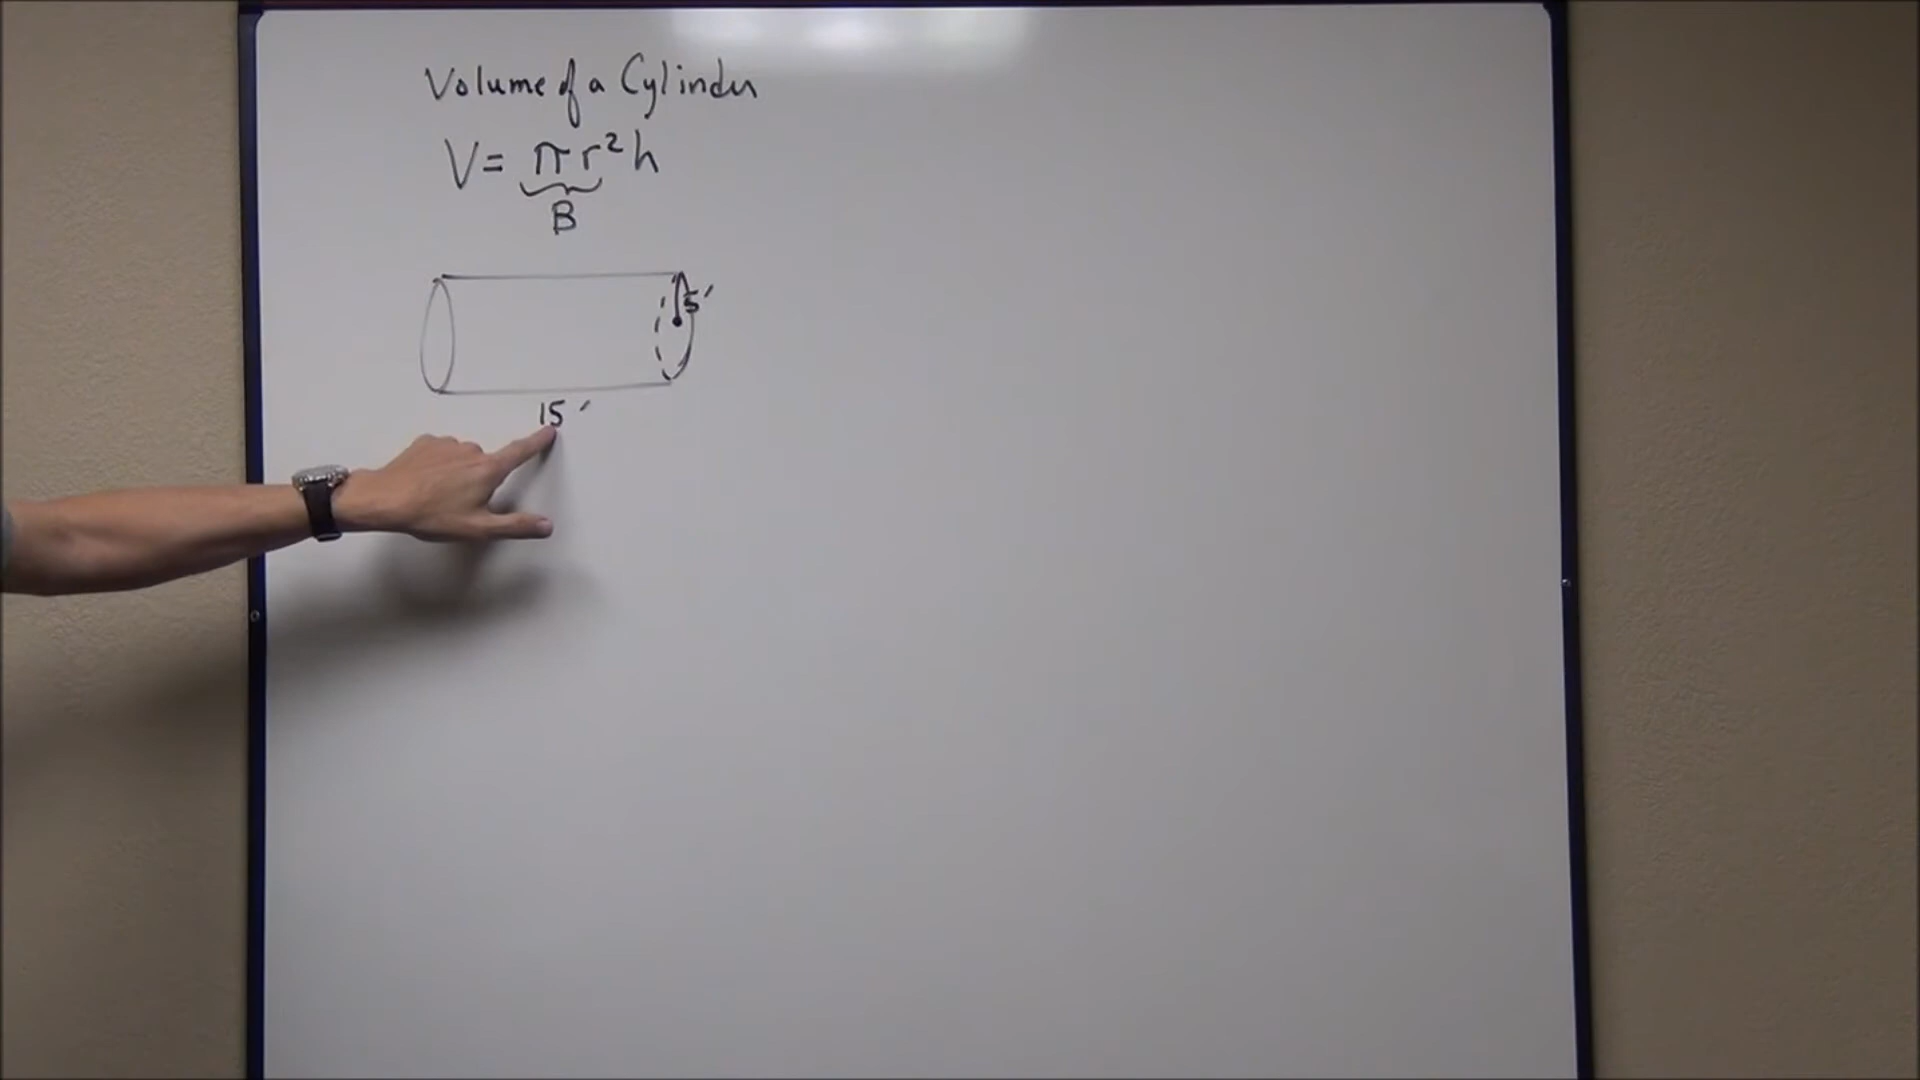 Volume of a Cylinder
V = πr²h
B
5'
15'